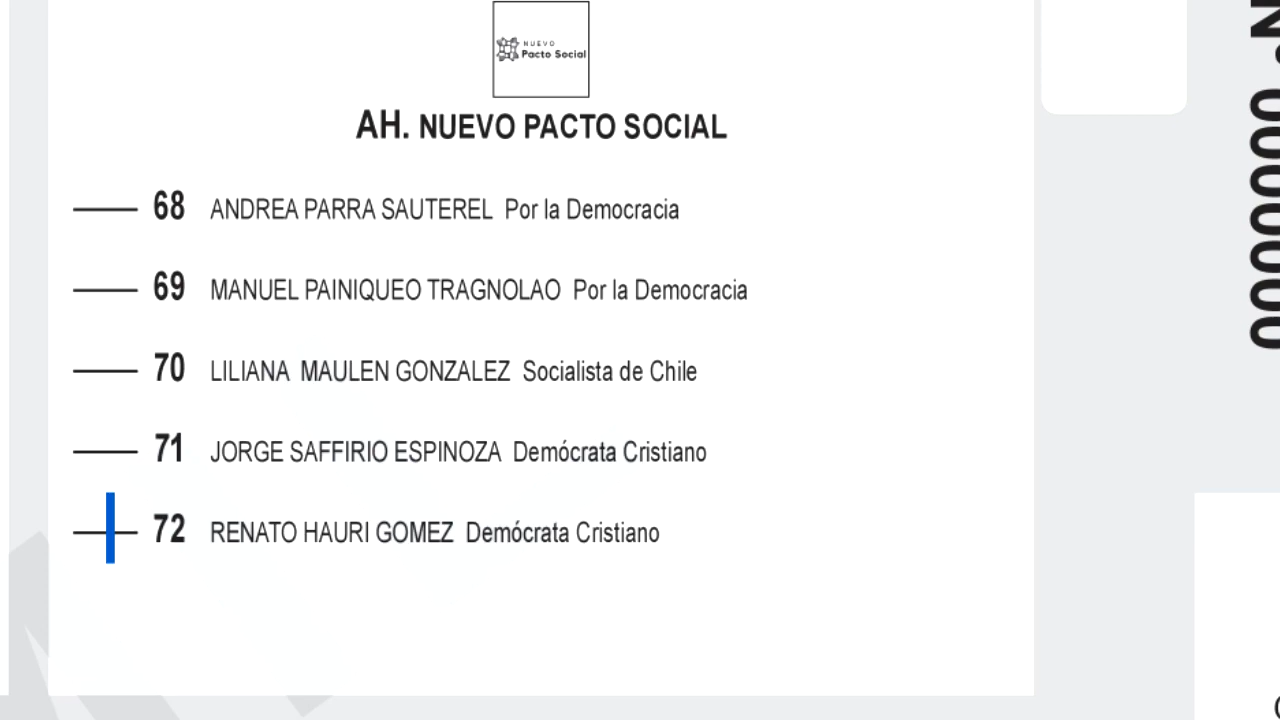 NUEVO
Pacto Social
AH. NUEVO PACTO SOCIAL
68 ANDREA PARRA SAUTEREL Por la Democracia
69 MANUEL PAINIQUEO TRAGNOLAO Por la Democracia
70 LILIANA MAULEN GONZALEZ Socialista de Chile
71 JORGE SAFFIRIO ESPINOZA Demócrata Cristiano
72 RENATO HAURI GOMEZ Demócrata Cristiano
N° 0000000